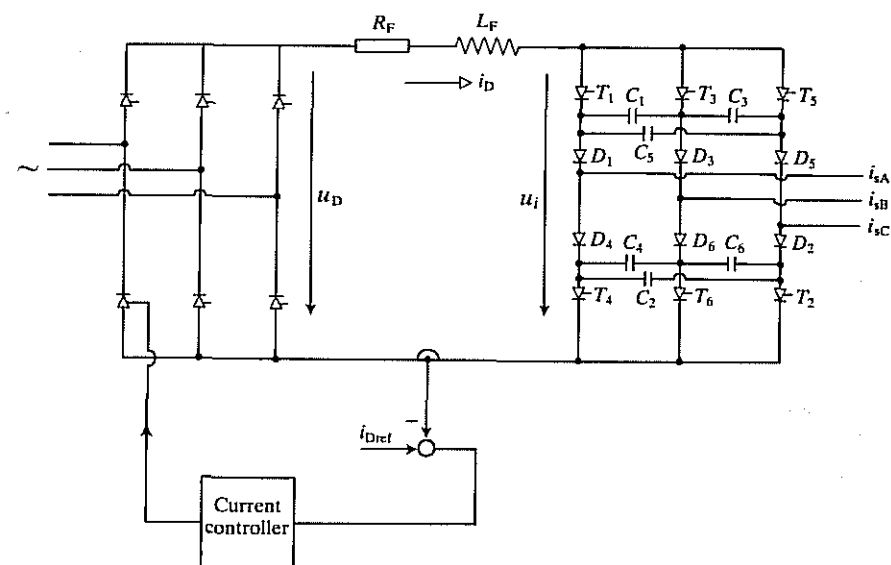 R_F L_F
i_D
T_1 C_1 T_3 C_3 T_5
C_5
D_1 D_3 D_5
~
u_D u_i
i_sA
i_sB
i_sC
D_4 C_4 D_6 C_6 D_2
C_2
T_4 T_6 T_2
−
i_Dref
Current
controller